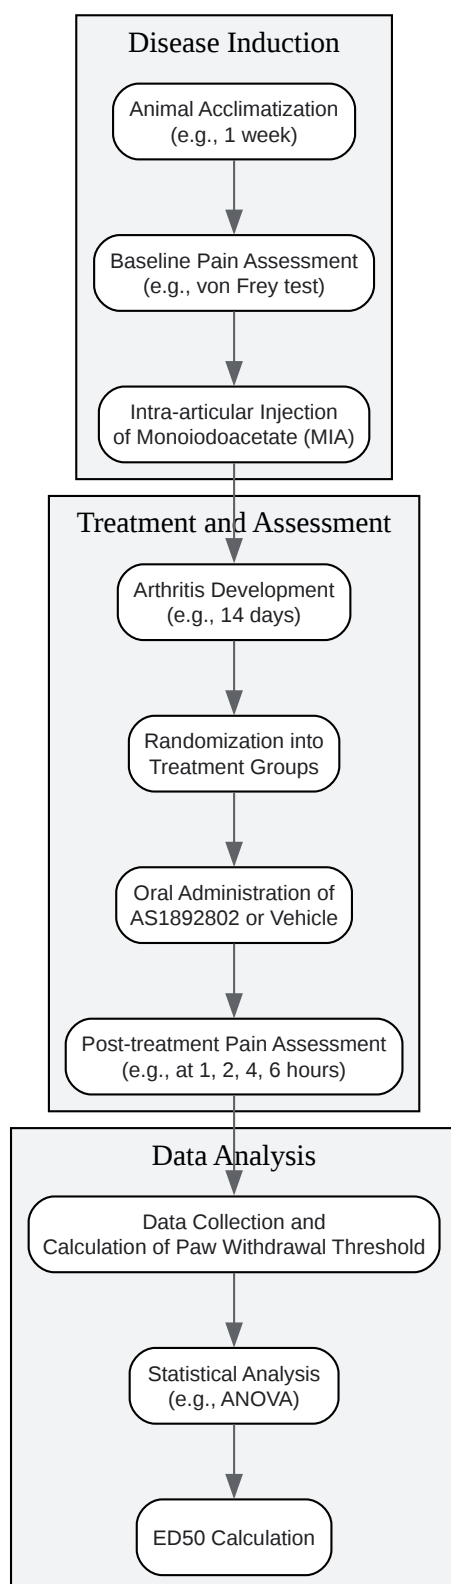 Disease Induction
Animal Acclimatization
(e.g., 1 week)
Baseline Pain Assessment
(e.g., von Frey test)
Intra-articular Injection
of Monoiodoacetate (MIA)
Treatment and Assessment
Arthritis Development
(e.g., 14 days)
Randomization into
Treatment Groups
Oral Administration of
AS1892802 or Vehicle
Post-treatment Pain Assessment
(e.g., at 1, 2, 4, 6 hours)
Data Analysis
Data Collection and
Calculation of Paw Withdrawal Threshold
Statistical Analysis
(e.g., ANOVA)
ED50 Calculation